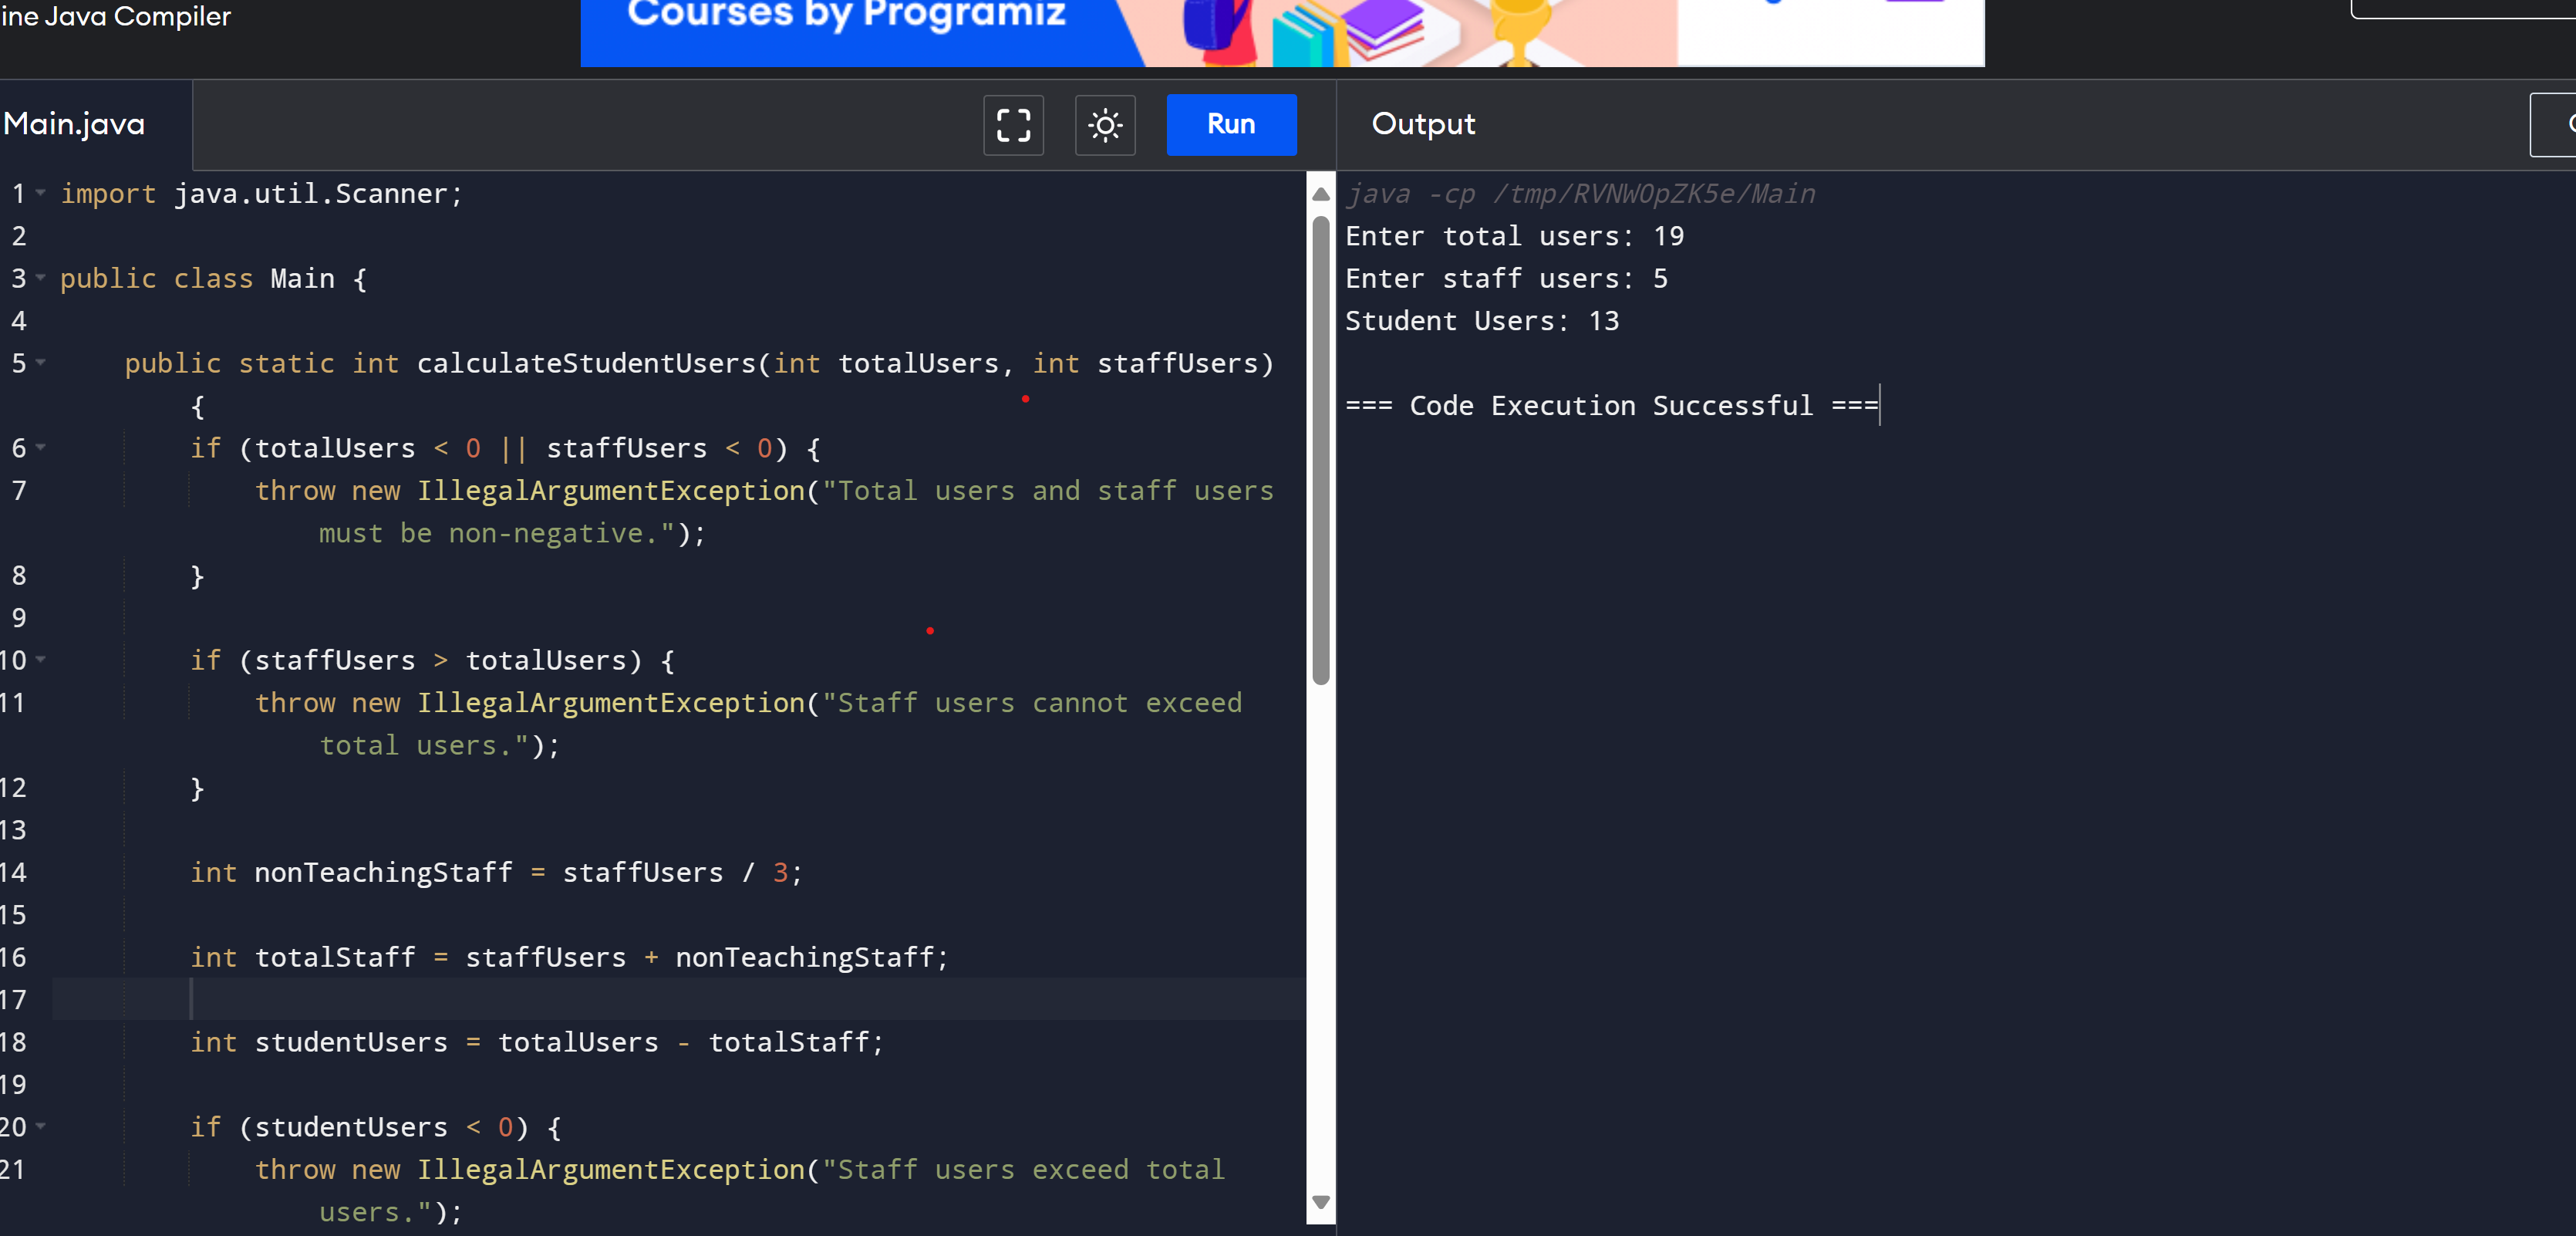 ine Java Compiler
Courses by Programiz
Main.java
Run
Output
1 import java.util.Scanner;
2
3 public class Main {
4
5 public static int calculateStudentUsers(int totalUsers, int staffUsers)
{
6 if (totalUsers < 0 || staffUsers < 0) {
7 throw new IllegalArgumentException("Total users and staff users
must be non-negative.");
8 }
9
10 if (staffUsers > totalUsers) {
11 throw new IllegalArgumentException("Staff users cannot exceed
total users.");
12 }
13
14 int nonTeachingStaff = staffUsers / 3;
15
16 int totalStaff = staffUsers + nonTeachingStaff;
17
18 int studentUsers = totalUsers - totalStaff;
19
20 if (studentUsers < 0) {
21 throw new IllegalArgumentException("Staff users exceed total
users.");
java -cp /tmp/RVNWOpZK5e/Main
Enter total users: 19
Enter staff users: 5
Student Users: 13
=== Code Execution Successful ===